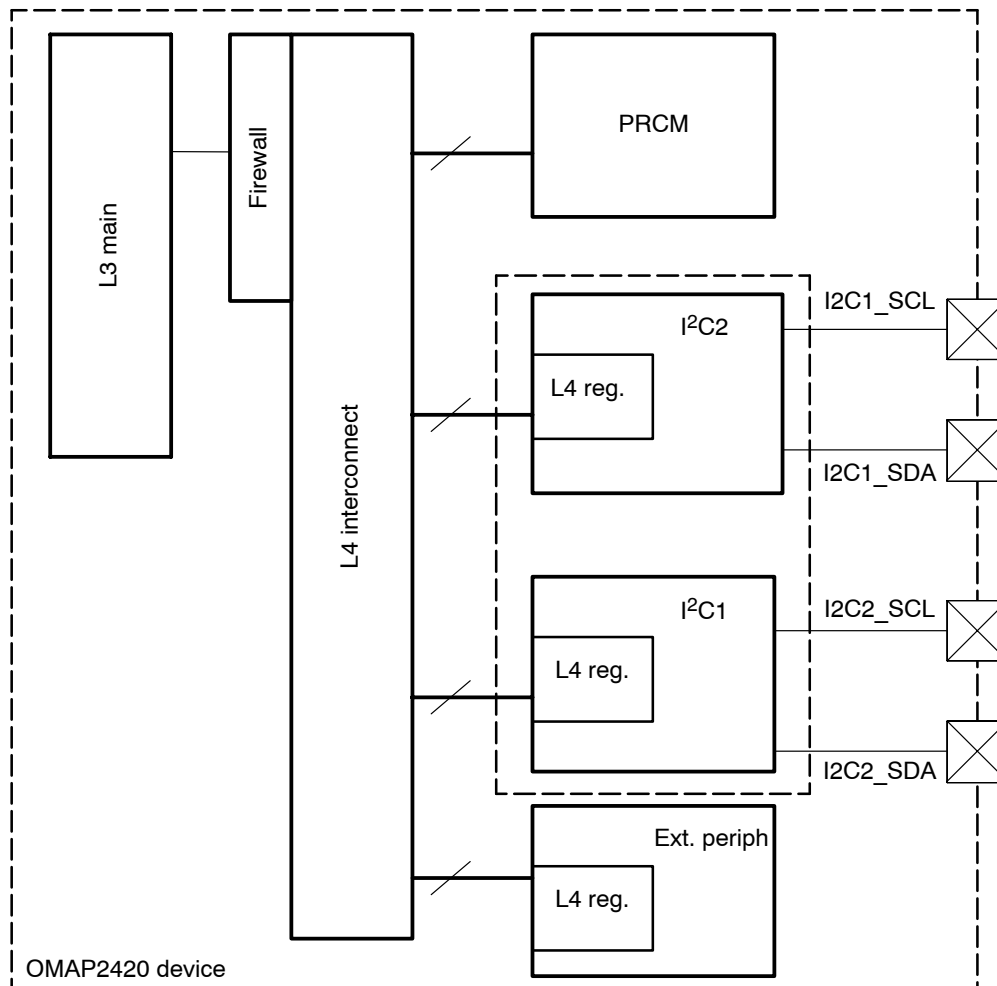 PRCM
Firewall
L3 main
L4 interconnect
I²C2
L4 reg.
I2C1_SCL
I2C1_SDA
I²C1
L4 reg.
I2C2_SCL
I2C2_SDA
Ext. periph
L4 reg.
OMAP2420 device